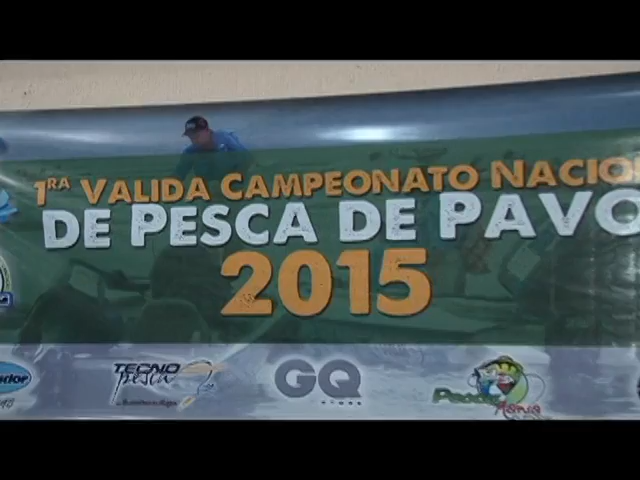 1RA VALIDA CAMPEONATO NACIO
DE PESCA DE PAVO
2015
TECNO
pesca
GQ